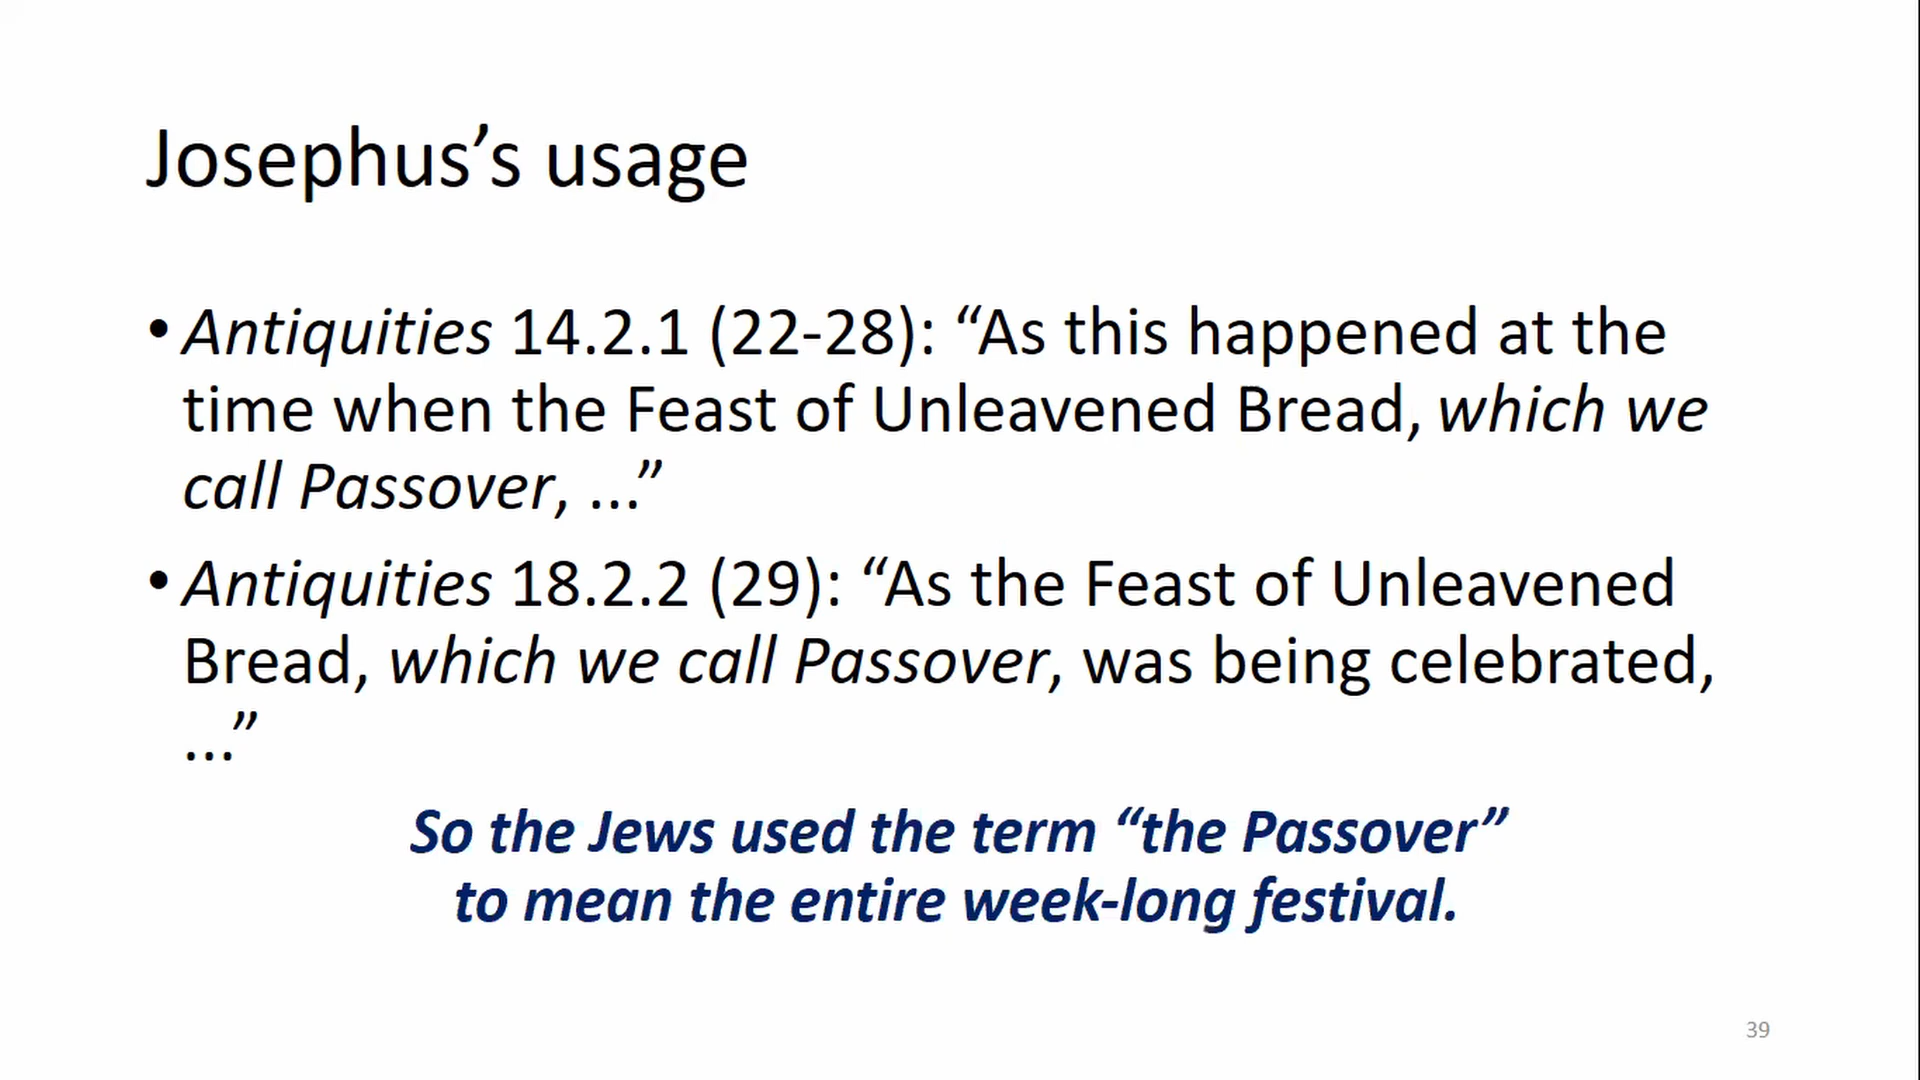 Josephus’s usage
• Antiquities 14.2.1 (22-28): “As this happened at the
time when the Feast of Unleavened Bread, which we
call Passover, ...”
• Antiquities 18.2.2 (29): “As the Feast of Unleavened
Bread, which we call Passover, was being celebrated,
...”
So the Jews used the term “the Passover”
to mean the entire week-long festival.
39